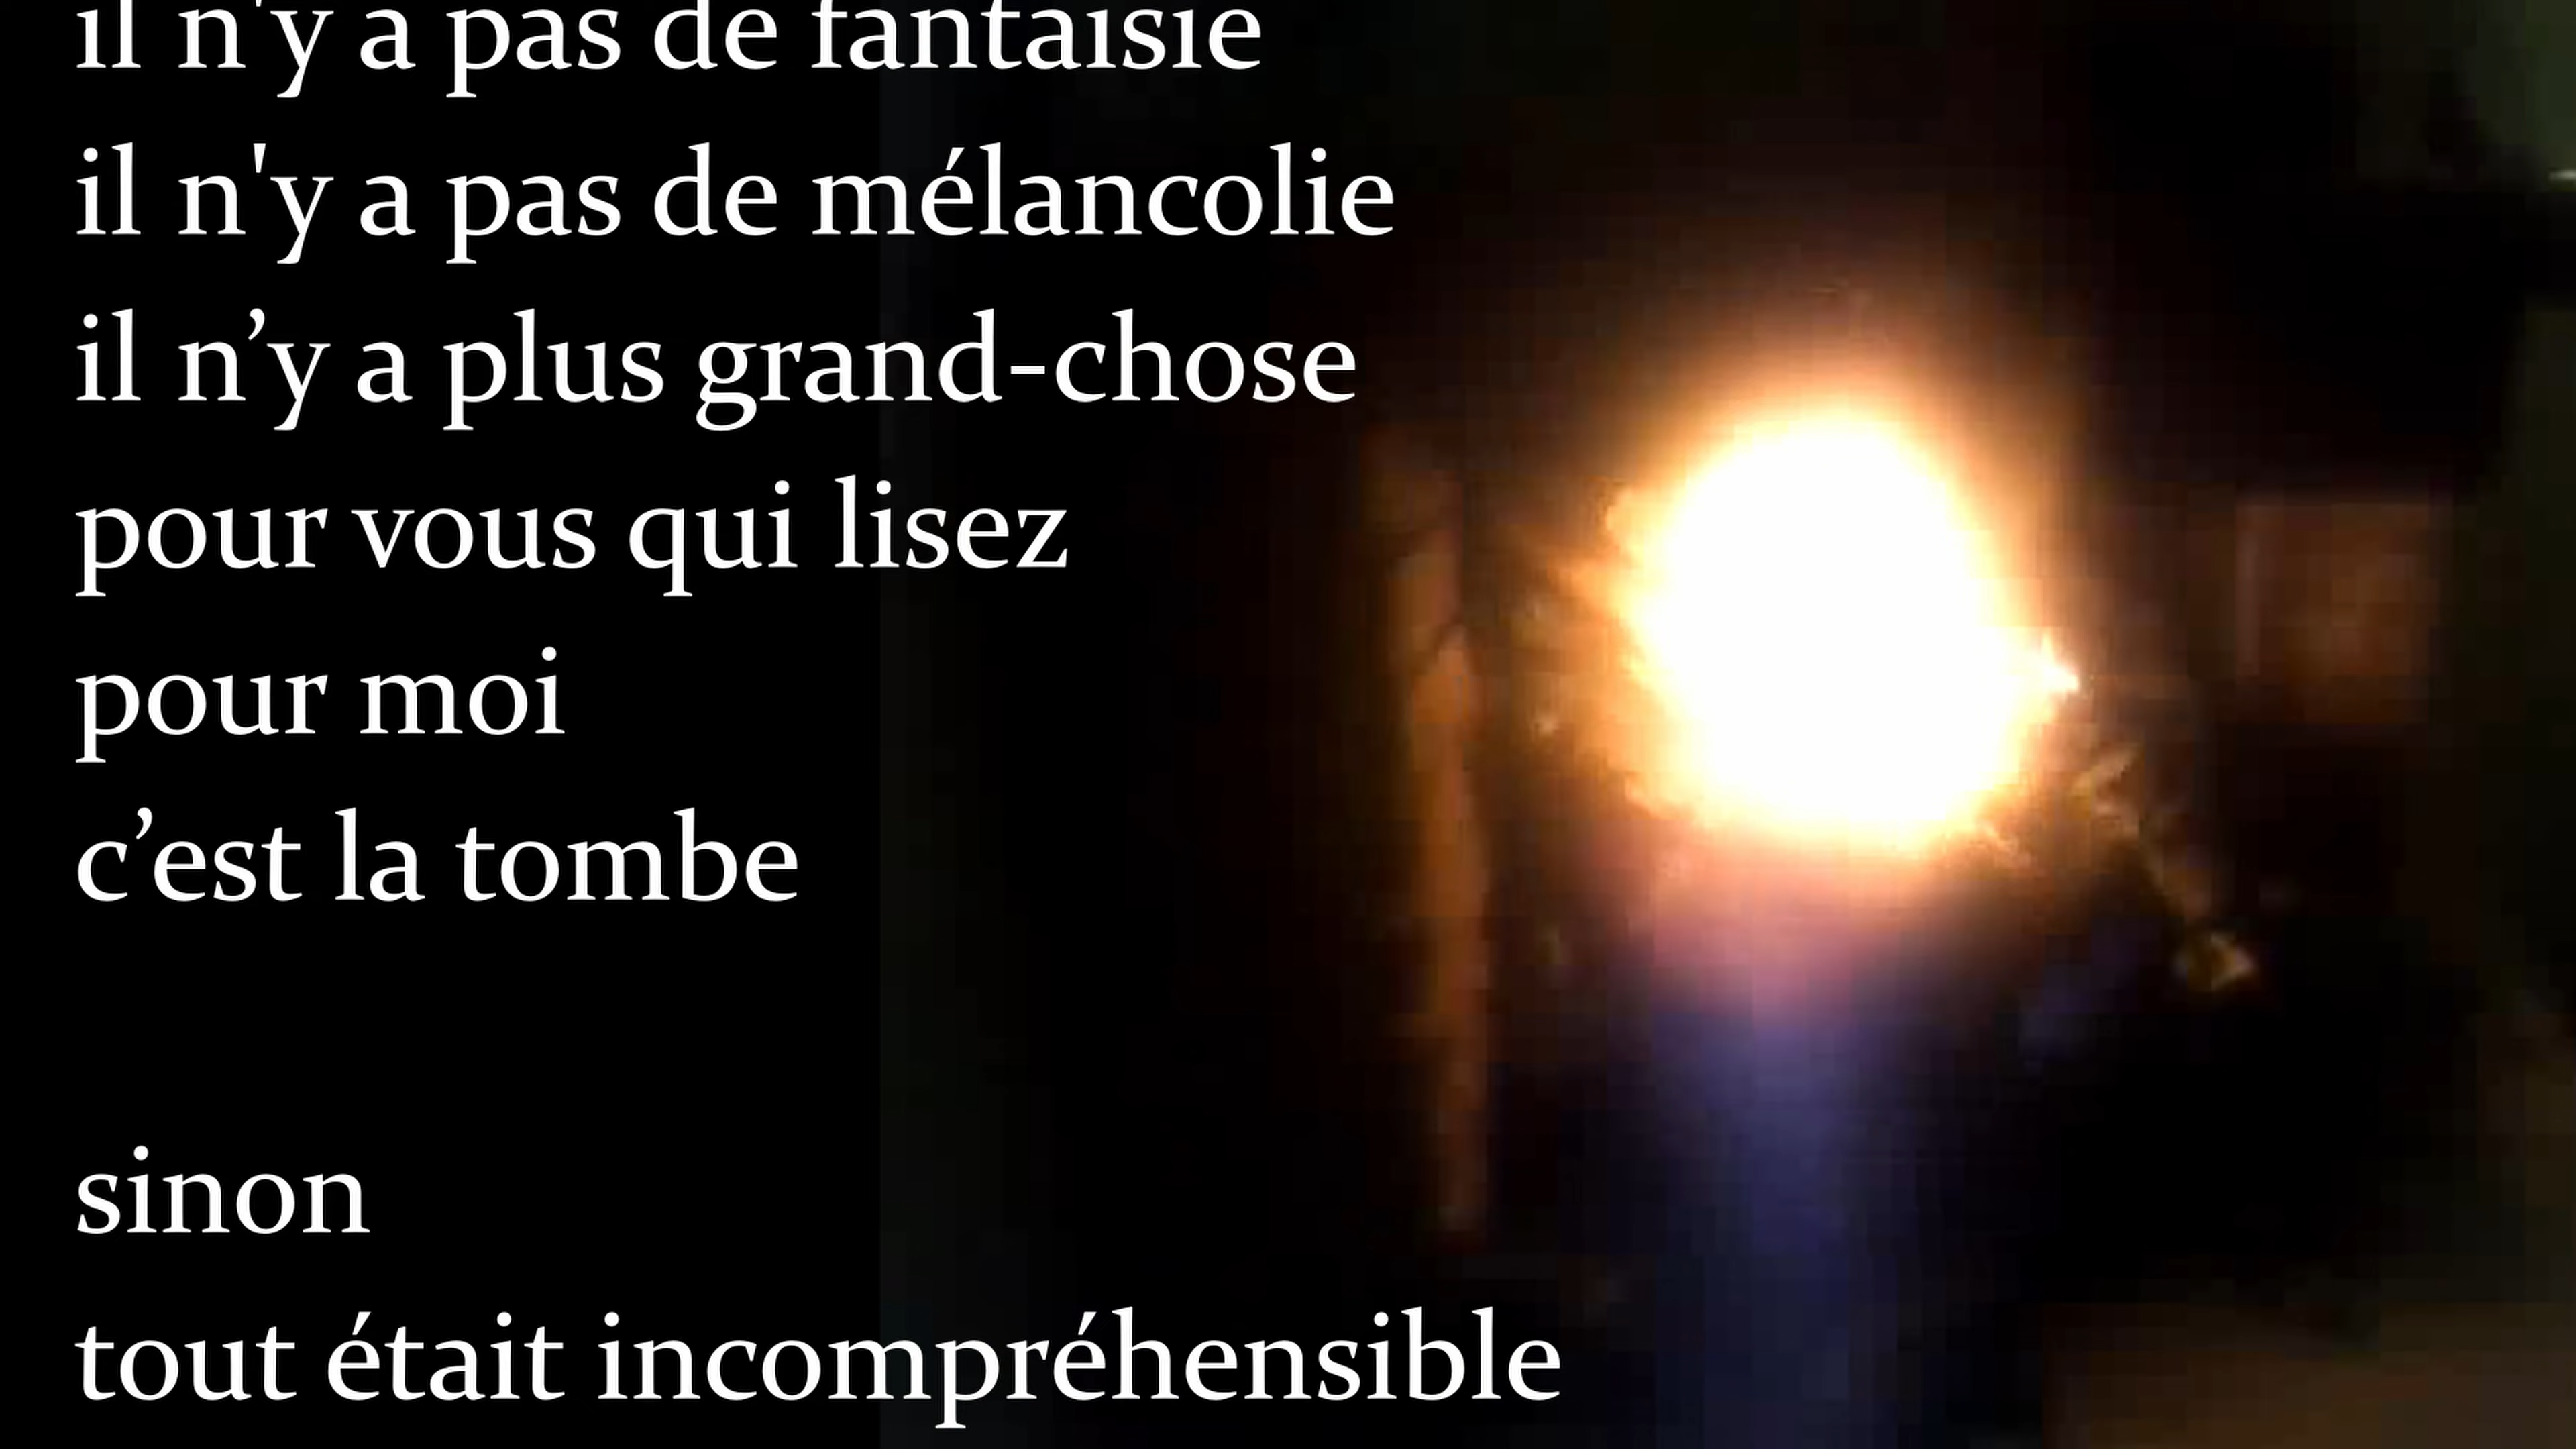 il n'y a pas de fantaisie
il n'y a pas de mélancolie
il n’y a plus grand-chose
pour vous qui lisez
pour moi
c’est la tombe
sinon
tout était incompréhensible